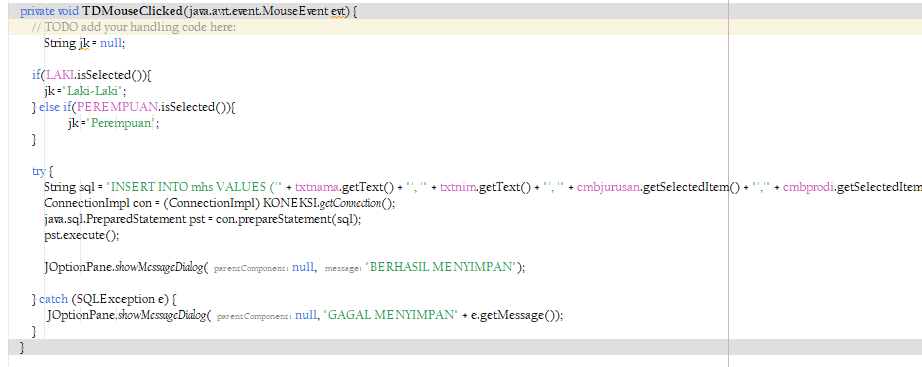 private void TDMouseClicked(java.awt.event.MouseEvent evt) {
// TODO add your handling code here:
String jk = null;
if(LAKI.isSelected()){
jk ="Laki-Laki";
} else if(PEREMPUAN.isSelected()){
jk ="Perempuan";
}
try {
String sql = "INSERT INTO mhs VALUES ('" + txtnama.getText() + "', '" + txtnim.getText() + "', '" + cmbjurusan.getSelectedItem() + "','" + cmbprodi.getSelectedItem
ConnectionImpl con = (ConnectionImpl) KONEKSI.getConnection();
java.sql.PreparedStatement pst = con.prepareStatement(sql);
pst.execute();
JOptionPane.showMessageDialog( parentComponent: null, message: "BERHASIL MENYIMPAN");
} catch (SQLException e) {
JOptionPane.showMessageDialog( parentComponent: null, "GAGAL MENYIMPAN" + e.getMessage());
}
}